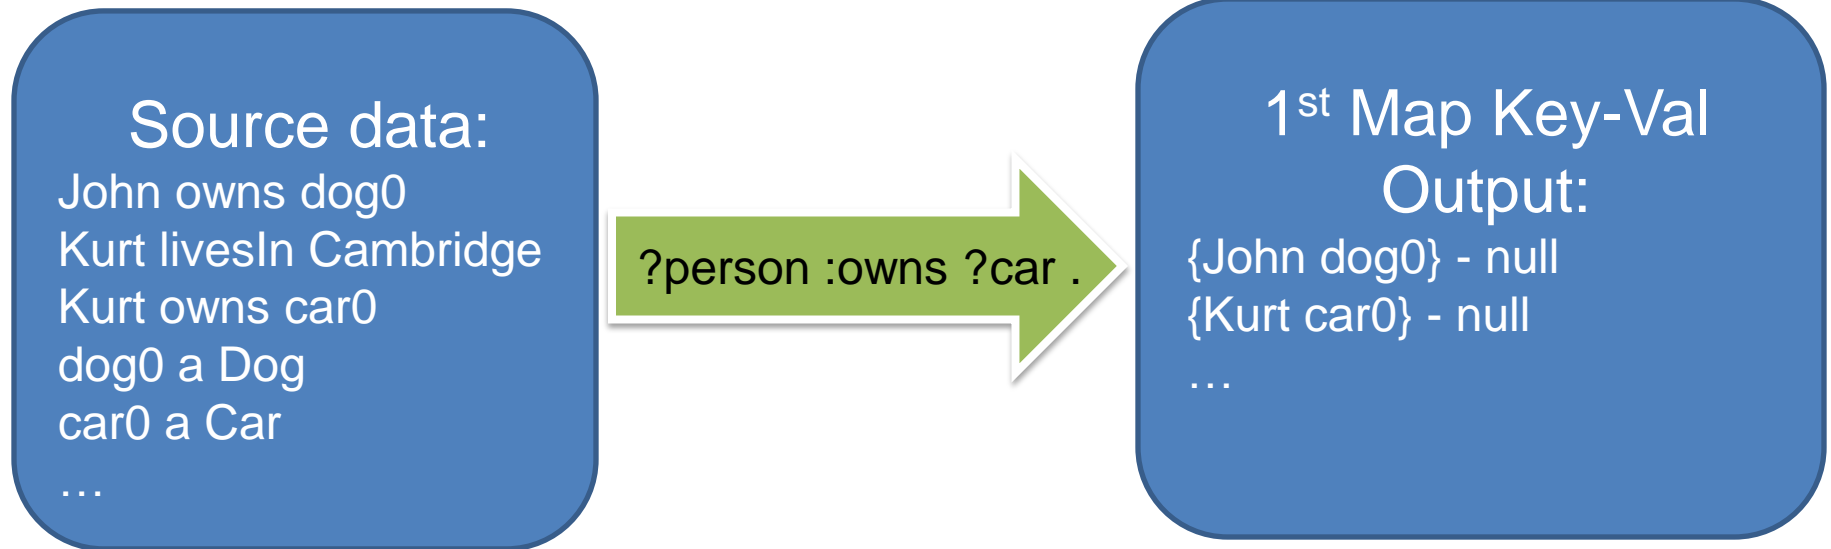 Source data:
John owns dog0
Kurt livesIn Cambridge
Kurt owns car0
dog0 a Dog
car0 a Car
…
?person :owns ?car .
1st Map Key-Val
Output:
{John dog0} - null
{Kurt car0} - null
…